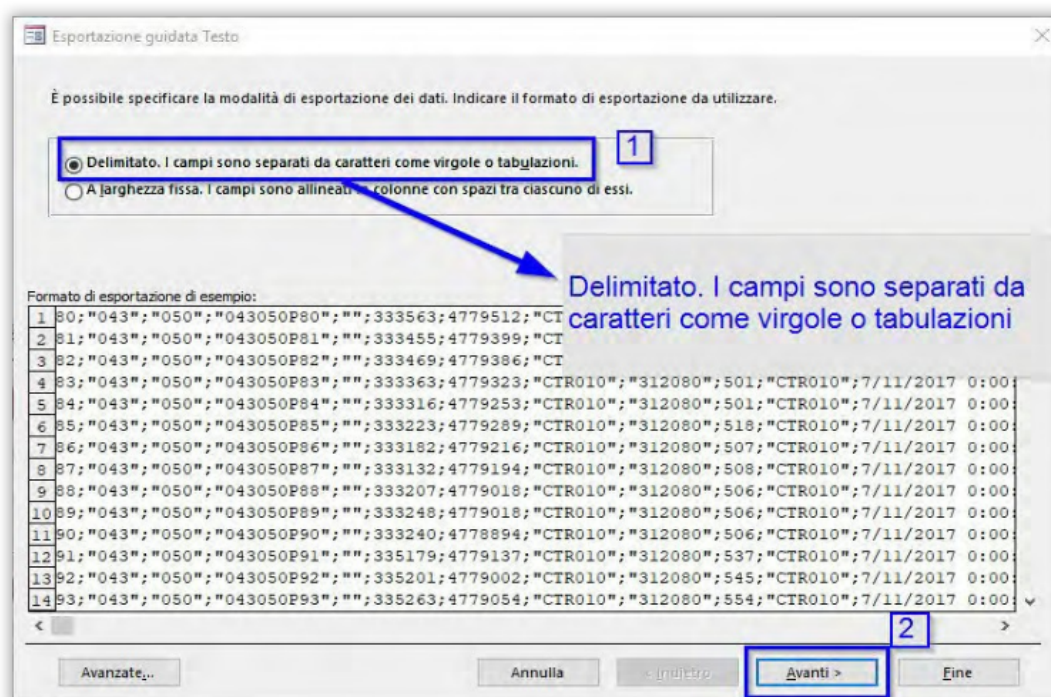 Esportazione guidata Testo
È possibile specificare la modalità di esportazione dei dati. Indicare il formato di esportazione da utilizzare.
Delimitato. I campi sono separati da caratteri come virgole o tabulazioni.
1
A larghezza fissa. I campi sono allineati in colonne con spazi tra ciascuno di essi.
Delimitato. I campi sono separati da
caratteri come virgole o tabulazioni
Formato di esportazione di esempio:
1 80;"043";"050";"043050P80";"";333563;4779512;"CT
2 81;"043";"050";"043050P81";"";333455;4779399;"CT
3 82;"043";"050";"043050P82";"";333469;4779386;"CT
4 83;"043";"050";"043050P83";"";333363;4779323;"CTR010";"312080";501;"CTR010";7/11/2017 0:00:
5 84;"043";"050";"043050P84";"";333316;4779253;"CTR010";"312080";501;"CTR010";7/11/2017 0:00:
6 85;"043";"050";"043050P85";"";333223;4779289;"CTR010";"312080";518;"CTR010";7/11/2017 0:00:
7 86;"043";"050";"043050P86";"";333182;4779216;"CTR010";"312080";507;"CTR010";7/11/2017 0:00:
8 87;"043";"050";"043050P87";"";333132;4779194;"CTR010";"312080";508;"CTR010";7/11/2017 0:00:
9 88;"043";"050";"043050P88";"";333207;4779018;"CTR010";"312080";506;"CTR010";7/11/2017 0:00:
10 89;"043";"050";"043050P89";"";333248;4779018;"CTR010";"312080";506;"CTR010";7/11/2017 0:00:
11 90;"043";"050";"043050P90";"";333240;4778894;"CTR010";"312080";506;"CTR010";7/11/2017 0:00:
12 91;"043";"050";"043050P91";"";335179;4779137;"CTR010";"312080";537;"CTR010";7/11/2017 0:00:
13 92;"043";"050";"043050P92";"";335201;4779002;"CTR010";"312080";545;"CTR010";7/11/2017 0:00:
14 93;"043";"050";"043050P93";"";335263;4779054;"CTR010";"312080";554;"CTR010";7/11/2017 0:00:
2
Avanzate... Annulla < Indietro Avanti > Fine